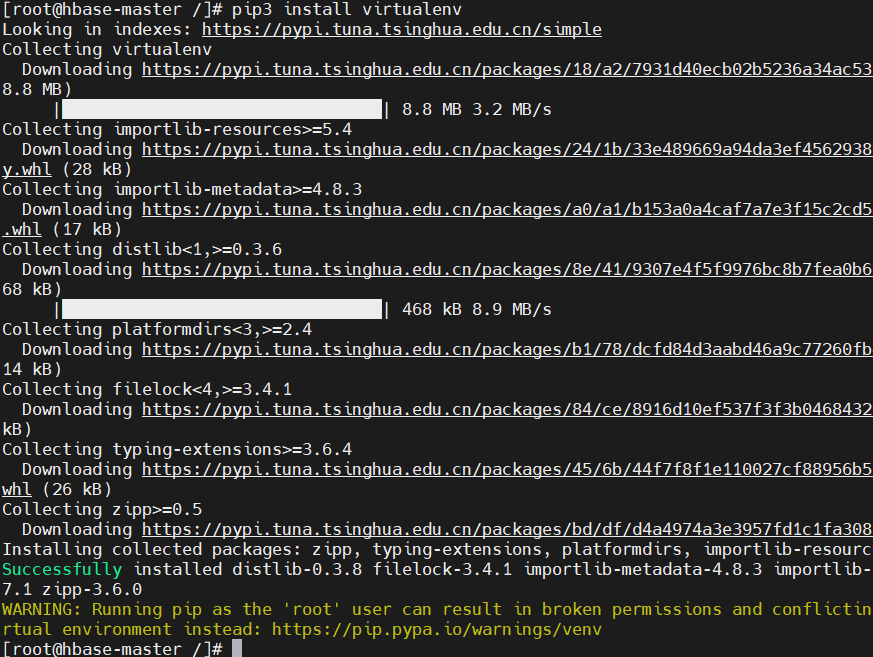 [root@hbase-master /]# pip3 install virtualenv
Looking in indexes: https://pypi.tuna.tsinghua.edu.cn/simple
Collecting virtualenv
  Downloading https://pypi.tuna.tsinghua.edu.cn/packages/18/a2/7931d40ecb02b5236a34ac53
8.8 MB)
     |████████████████████████████████| 8.8 MB 3.2 MB/s
Collecting importlib-resources>=5.4
  Downloading https://pypi.tuna.tsinghua.edu.cn/packages/24/1b/33e489669a94da3ef4562938
y.whl (28 kB)
Collecting importlib-metadata>=4.8.3
  Downloading https://pypi.tuna.tsinghua.edu.cn/packages/a0/a1/b153a0a4caf7a7e3f15c2cd5
.whl (17 kB)
Collecting distlib<1,>=0.3.6
  Downloading https://pypi.tuna.tsinghua.edu.cn/packages/8e/41/9307e4f5f9976bc8b7fea0b6
68 kB)
     |████████████████████████████████| 468 kB 8.9 MB/s
Collecting platformdirs<3,>=2.4
  Downloading https://pypi.tuna.tsinghua.edu.cn/packages/b1/78/dcfd84d3aabd46a9c77260fb
14 kB)
Collecting filelock<4,>=3.4.1
  Downloading https://pypi.tuna.tsinghua.edu.cn/packages/84/ce/8916d10ef537f3f3b0468432
kB)
Collecting typing-extensions>=3.6.4
  Downloading https://pypi.tuna.tsinghua.edu.cn/packages/45/6b/44f7f8f1e110027cf88956b5
whl (26 kB)
Collecting zipp>=0.5
  Downloading https://pypi.tuna.tsinghua.edu.cn/packages/bd/df/d4a4974a3e3957fd1c1fa308
Installing collected packages: zipp, typing-extensions, platformdirs, importlib-resourc
Successfully installed distlib-0.3.8 filelock-3.4.1 importlib-metadata-4.8.3 importlib-
7.1 zipp-3.6.0
WARNING: Running pip as the 'root' user can result in broken permissions and conflictin
rtual environment instead: https://pip.pypa.io/warnings/venv
[root@hbase-master /]#